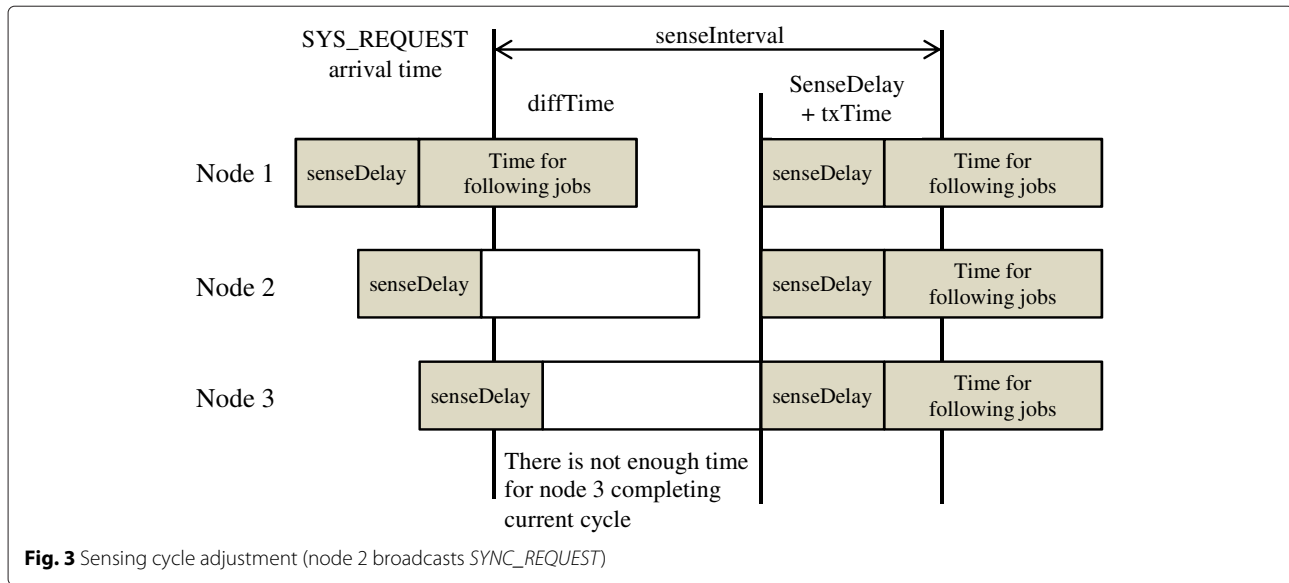 SYS_REQUEST
arrival time
senseInterval
diffTime
SenseDelay
+ txTime
Node 1
senseDelay
Time for
following jobs
senseDelay
Time for
following jobs
Node 2
senseDelay
senseDelay
Time for
following jobs
Node 3
senseDelay
senseDelay
Time for
following jobs
There is not enough time
for node 3 completing
current cycle
Fig. 3 Sensing cycle adjustment (node 2 broadcasts SYNC_REQUEST)